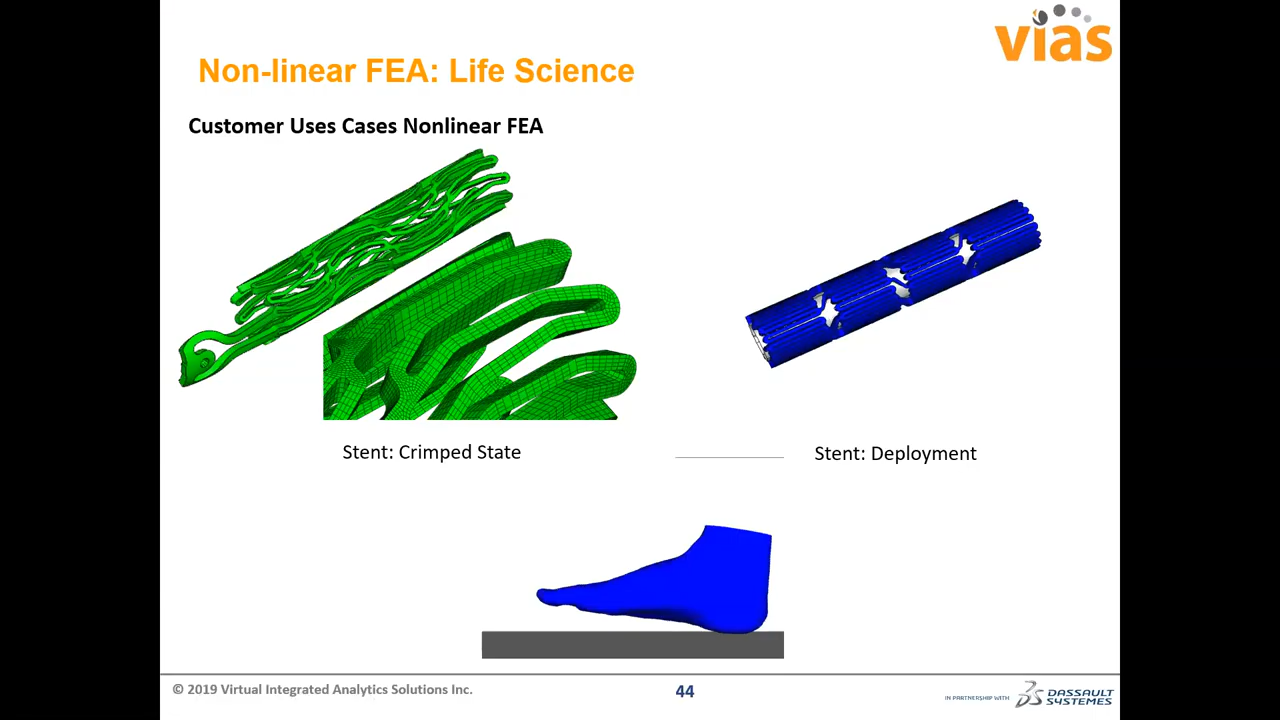 vias
Non-linear FEA: Life Science
Customer Uses Cases Nonlinear FEA
Stent: Crimped State
Stent: Deployment
© 2019 Virtual Integrated Analytics Solutions Inc.
44
IN PARTNERSHIP WITH
DASSAULT
SYSTEMES